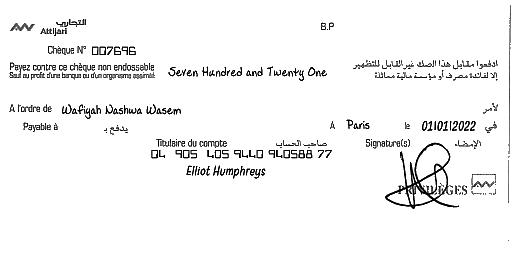 التجاري
Attijari
B.P
Chèque N° 007696
Payez contre ce chèque non endossable
Sauf au profit d'une banque ou d'un organisme assimilé
Seven Hundred and Twenty One
ادفعوا مقابل هذا الصك غير القابل للتظهير
إلا لفائدة مصرف أو مؤسسة مالية مماثلة
A l'ordre de Wafiyah Nashwa Wasem لأمر
Payable à يدفع بـ A Paris le 01/01/2022 في
Titulaire du compte صاحب الحساب Signature(s) الإمضاء
04 905 405 9440 940588 77
Elliot Humphreys
PRIVILÈGES